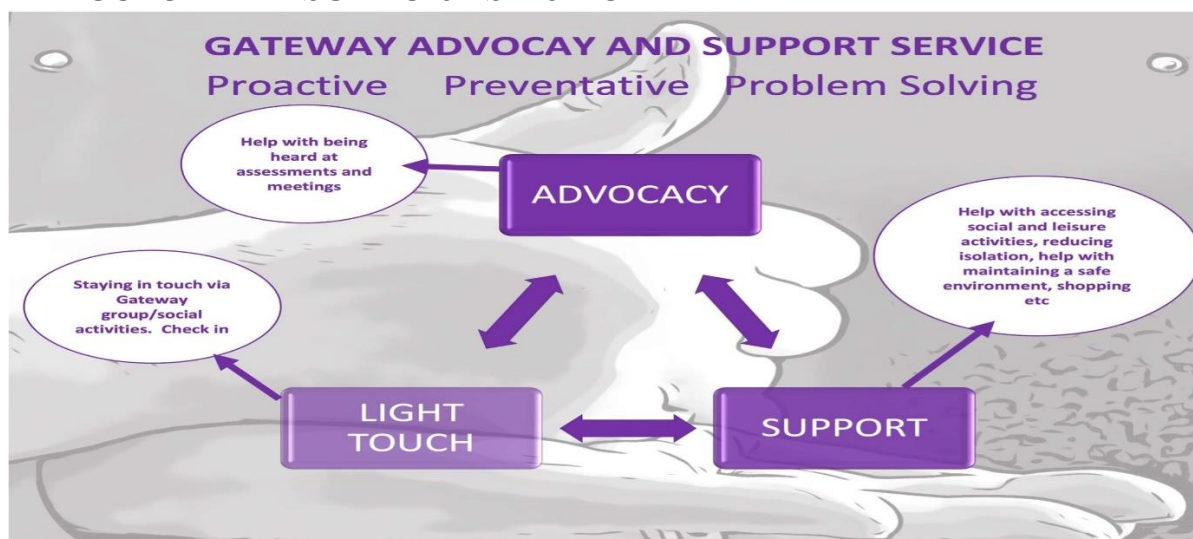 GATEWAY ADVOCAY AND SUPPORT SERVICE
Proactive Preventative Problem Solving
Help with being
heard at
assessments and
meetings
ADVOCACY
Help with accessing
social and leisure
activities, reducing
isolation, help with
maintaining a safe
environment, shopping
etc
Staying in touch via
Gateway
group/social
activities. Check in
LIGHT
TOUCH
SUPPORT